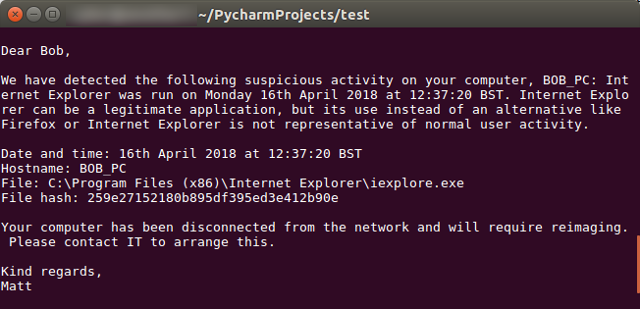 ~/PycharmProjects/test
Dear Bob,
We have detected the following suspicious activity on your computer, BOB_PC: Int
ernet Explorer was run on Monday 16th April 2018 at 12:37:20 BST. Internet Explo
rer can be a legitimate application, but its use instead of an alternative like
Firefox or Internet Explorer is not representative of normal user activity.
Date and time: 16th April 2018 at 12:37:20 BST
Hostname: BOB_PC
File: C:\Program Files (x86)\Internet Explorer\iexplore.exe
File hash: 259e27152180b895df395ed3e412b90e
Your computer has been disconnected from the network and will require reimaging.
 Please contact IT to arrange this.
Kind regards,
Matt